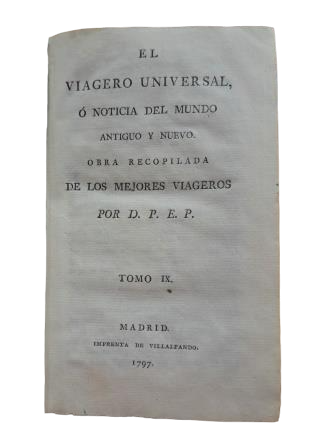 EL
VIAGERO UNIVERSAL,
Ó NOTICIA DEL MUNDO
ANTIGUO Y NUEVO.
OBRA RECOPILADA
DE LOS MEJORES VIAGEROS
POR D. P. E. P.
TOMO IX.
MADRID.
IMPRENTA DE VILLALPANDO.
1797.